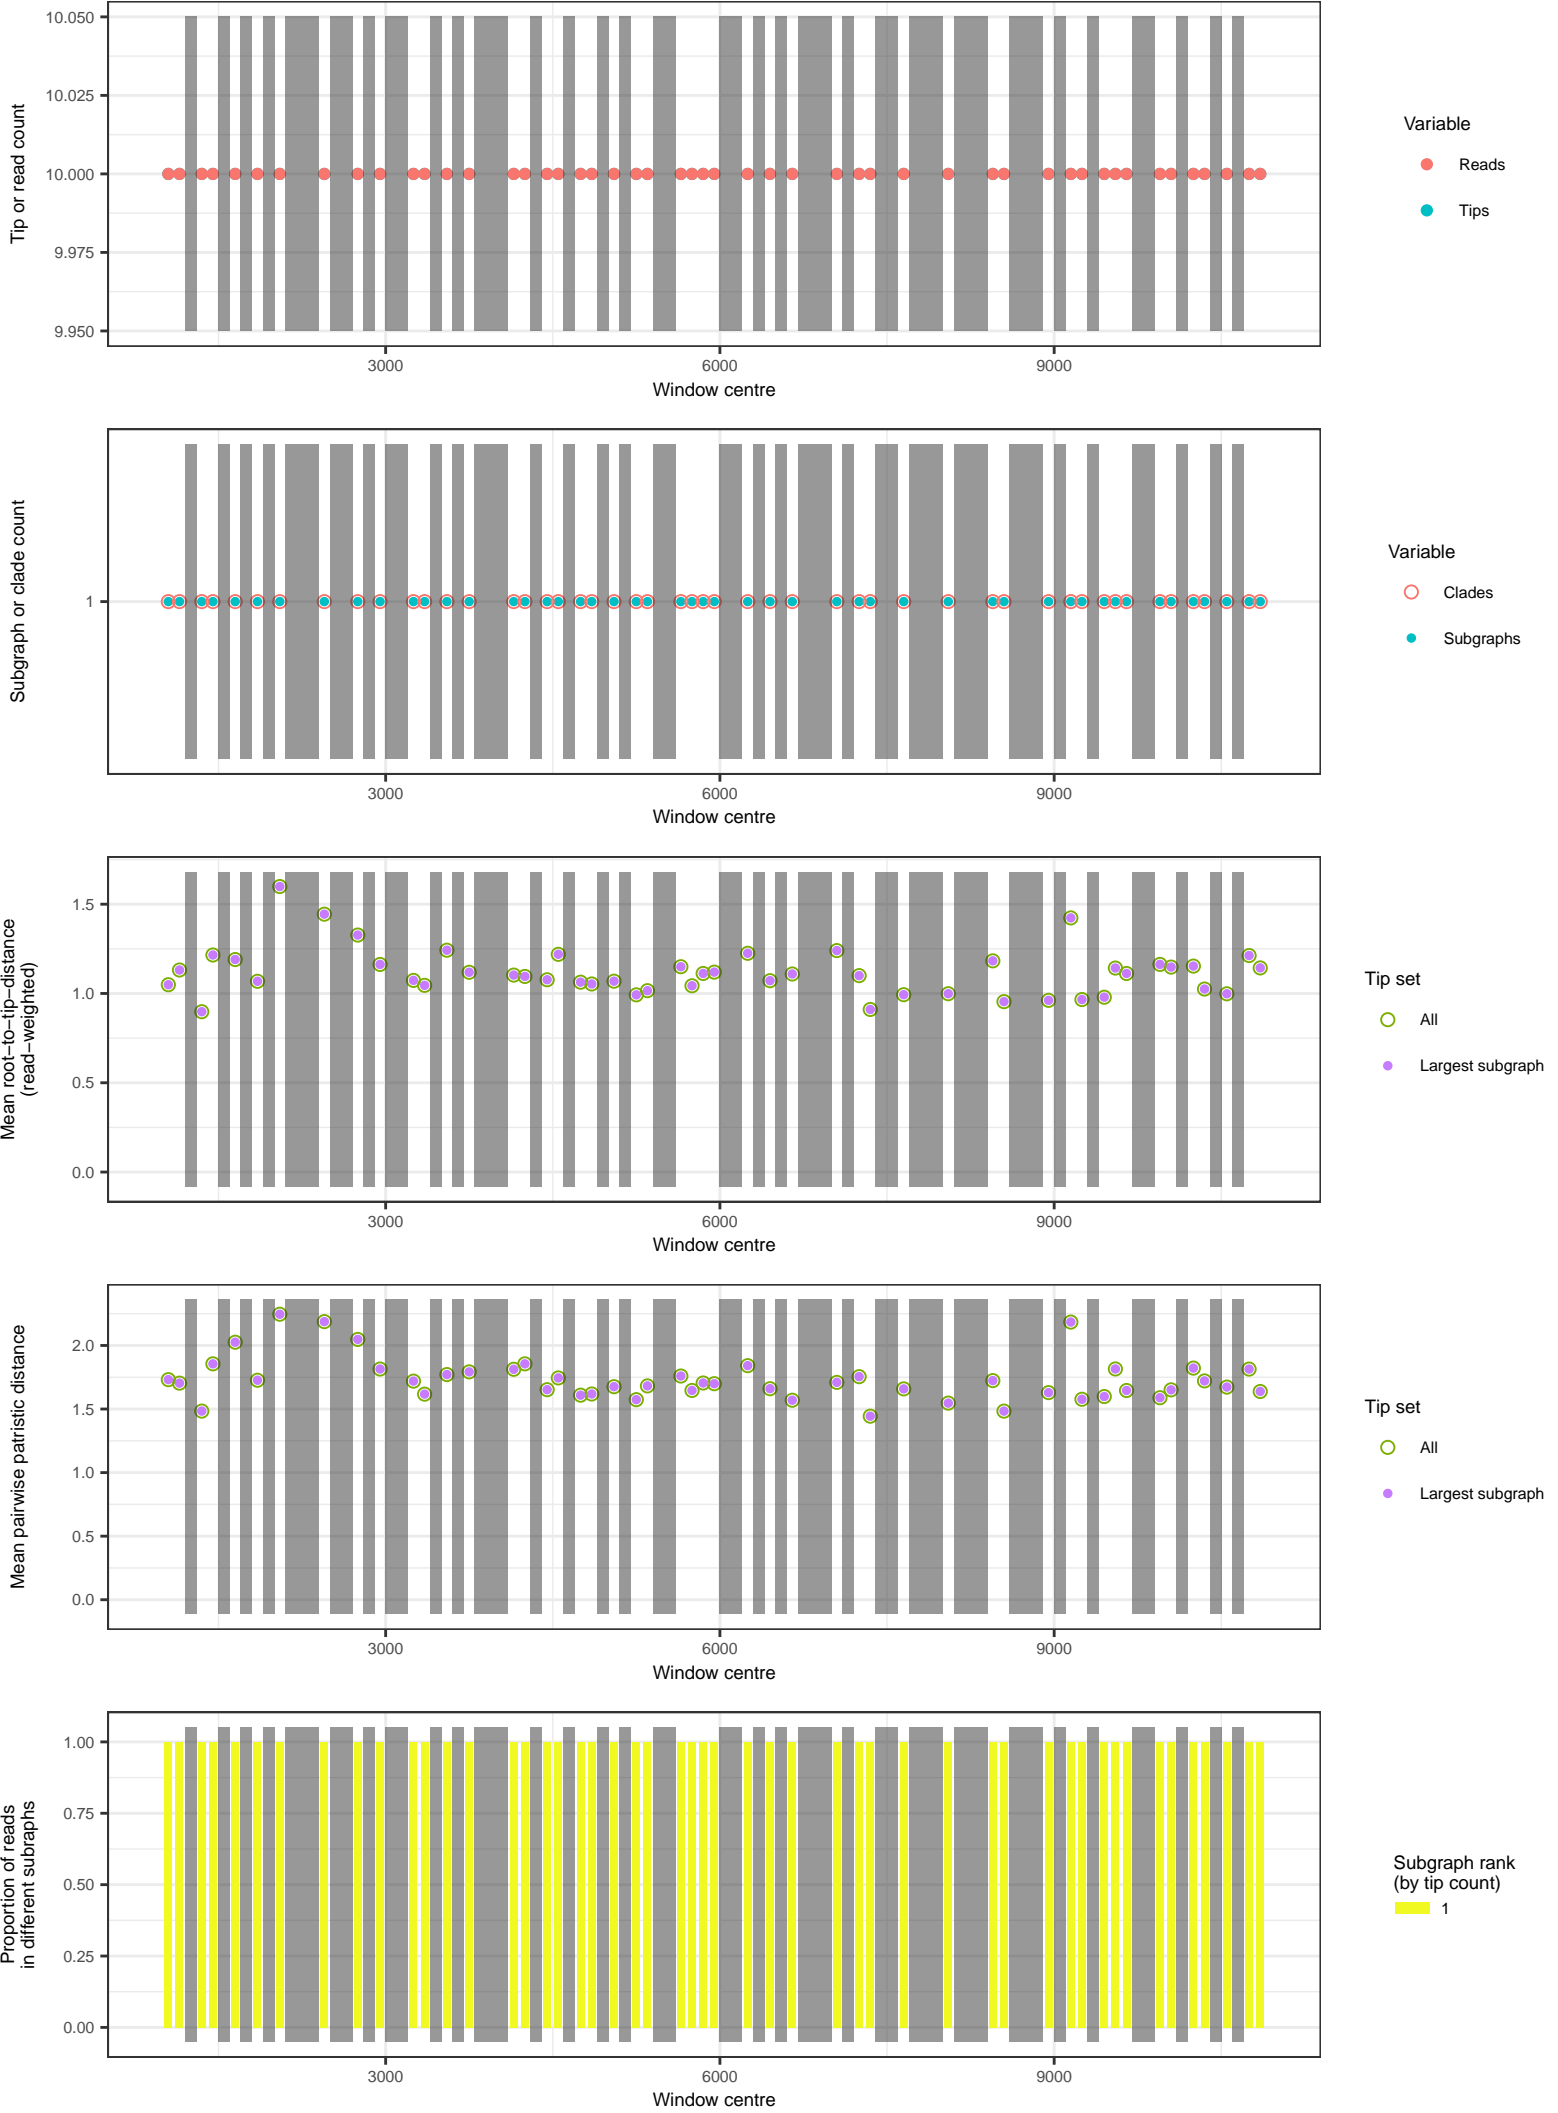 10.050
10.025
10.000
9.975
9.950
Tip or read count
3000
6000
9000
Window centre
Variable
Reads
Tips
1
Subgraph or clade count
3000
6000
9000
Window centre
Variable
Clades
Subgraphs
1.5
1.0
0.5
0.0
Mean root−to−tip−distance
(read−weighted)
3000
6000
9000
Window centre
Tip set
All
Largest subgraph
2.0
1.5
1.0
0.5
0.0
Mean pairwise patristic distance
3000
6000
9000
Window centre
Tip set
All
Largest subgraph
1.00
0.75
0.50
0.25
0.00
Proportion of reads
in different subraphs
3000
6000
9000
Window centre
Subgraph rank
(by tip count)
1